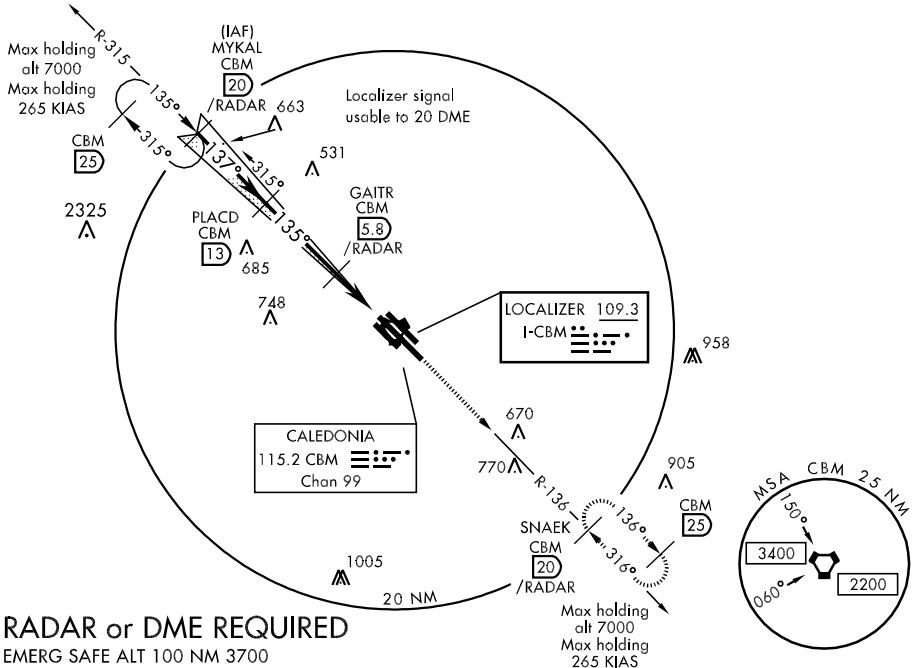 Max holding
alt 7000
Max holding
265 KIAS
R-315
135°
315°
CBM
25
(IAF)
MYKAL
CBM
20
/RADAR
663
Localizer signal
usable to 20 DME
137°
315°
531
2325
PLACD
CBM
13
685
135°
GAITR
CBM
5.8
/RADAR
748
LOCALIZER 109.3
I-CBM
958
CALEDONIA
115.2 CBM
Chan 99
670
770
R-136
905
SNAEK
CBM
20
/RADAR
136°
316°
CBM
25
1005
20 NM
Max holding
alt 7000
Max holding
265 KIAS
MSA CBM 25 NM
150°
3400
060°
2200
RADAR or DME REQUIRED
EMERG SAFE ALT 100 NM 3700